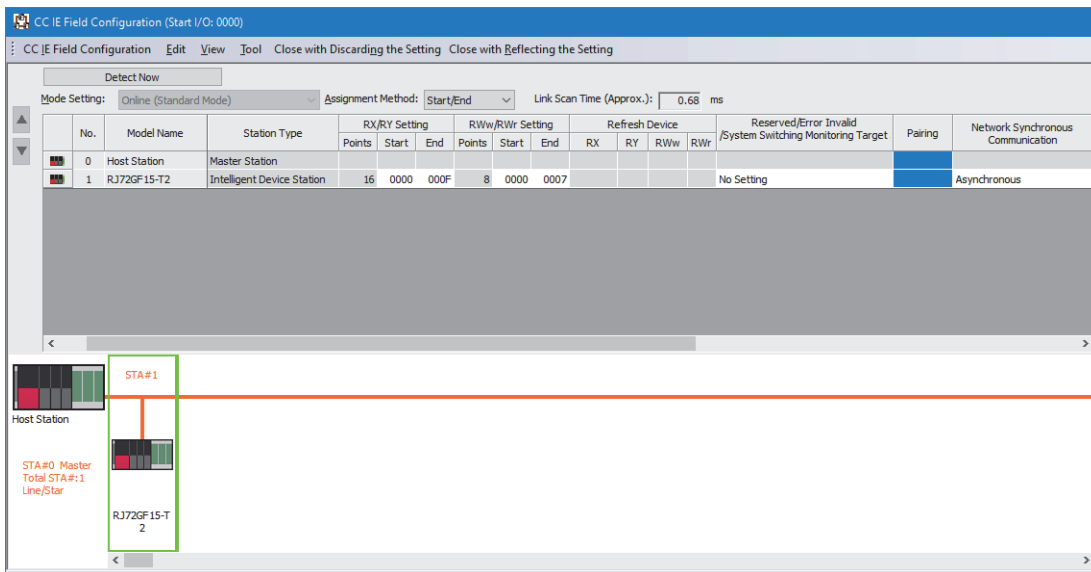 CC IE Field Configuration (Start I/O: 0000)
CC IE Field Configuration Edit View Tool Close with Discarding the Setting Close with Reflecting the Setting
Detect Now
Mode Setting: Online (Standard Mode) Assignment Method: Start/End Link Scan Time (Approx.): 0.68 ms
No. Model Name Station Type RX/RY Setting RWw/RWr Setting Refresh Device Reserved/Error Invalid /System Switching Monitoring Target Pairing Network Synchronous Communication
Points Start End Points Start End RX RY RWw RWr
0 Host Station Master Station
1 RJ72GF15-T2 Intelligent Device Station 16 0000 000F 8 0000 0007 No Setting Asynchronous
STA#1
Host Station
STA#0 Master
Total STA#:1
Line/Star
RJ72GF15-T
2